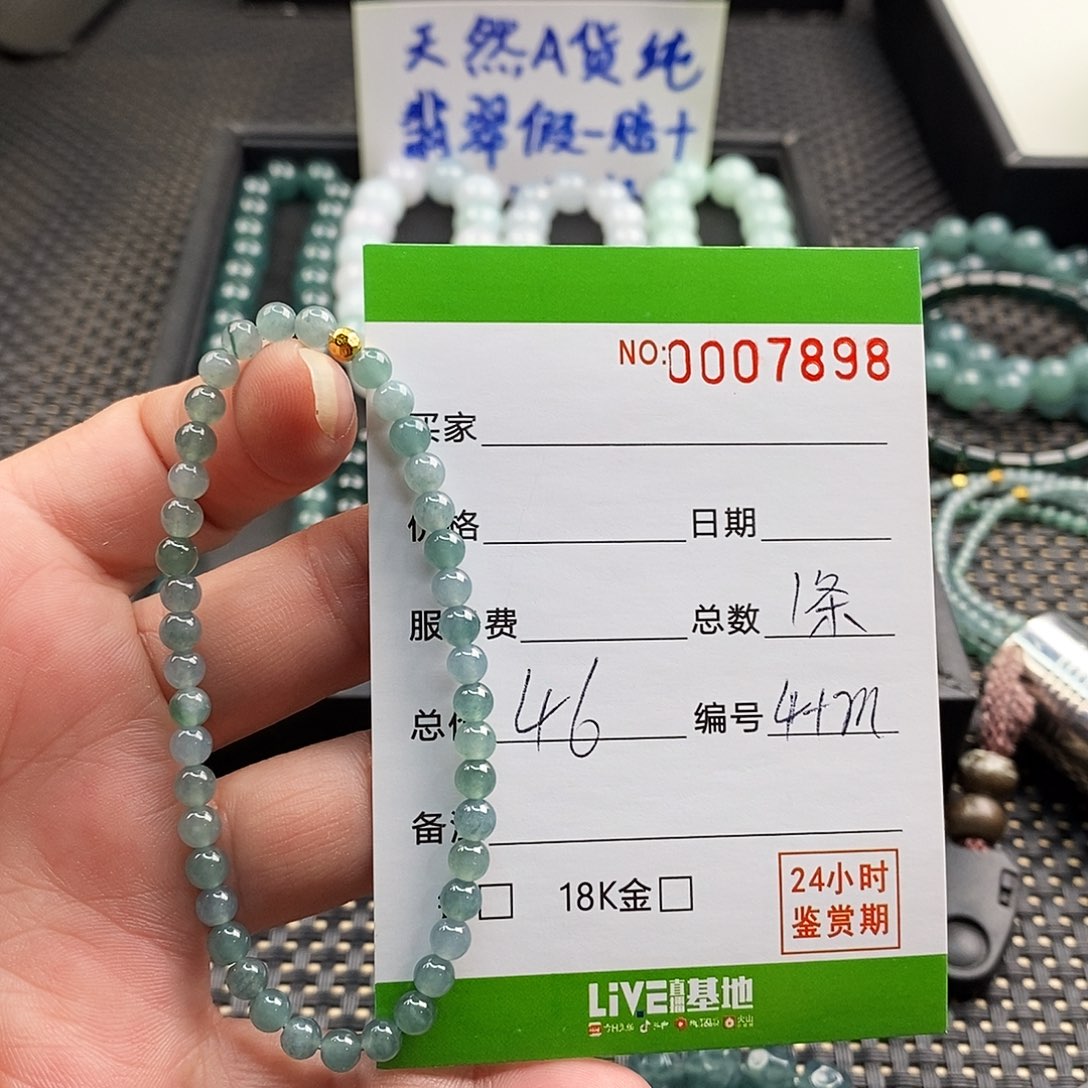 天然A货纯
翡翠假一赔十
NO:0007898
买家
价格 日期
服 费 总数 1条
总价 46 编号 4+m
备注
18K金
24小时
鉴赏期
LiVE直播基地